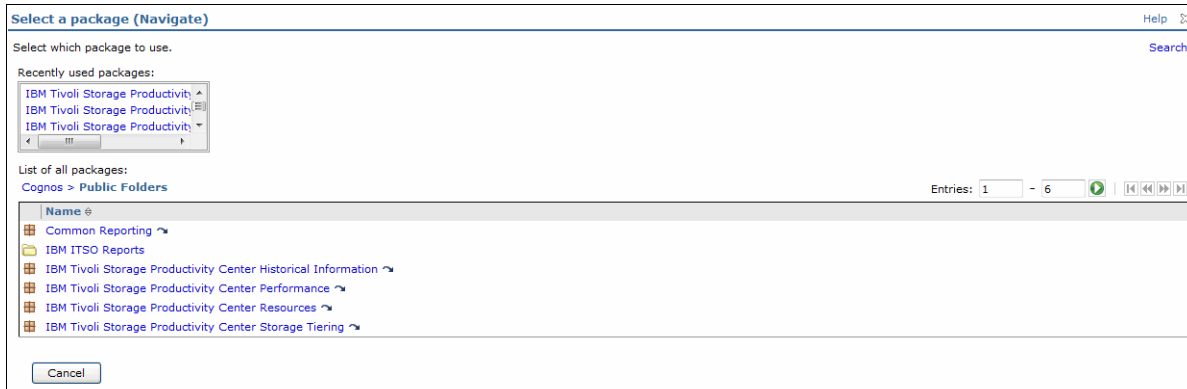 Select a package (Navigate)
Help
Select which package to use.
Search
Recently used packages:
IBM Tivoli Storage Productivity
IBM Tivoli Storage Productivity
IBM Tivoli Storage Productivity
List of all packages:
Cognos > Public Folders
Entries: 1 - 6
Name
Common Reporting
IBM ITSO Reports
IBM Tivoli Storage Productivity Center Historical Information
IBM Tivoli Storage Productivity Center Performance
IBM Tivoli Storage Productivity Center Resources
IBM Tivoli Storage Productivity Center Storage Tiering
Cancel